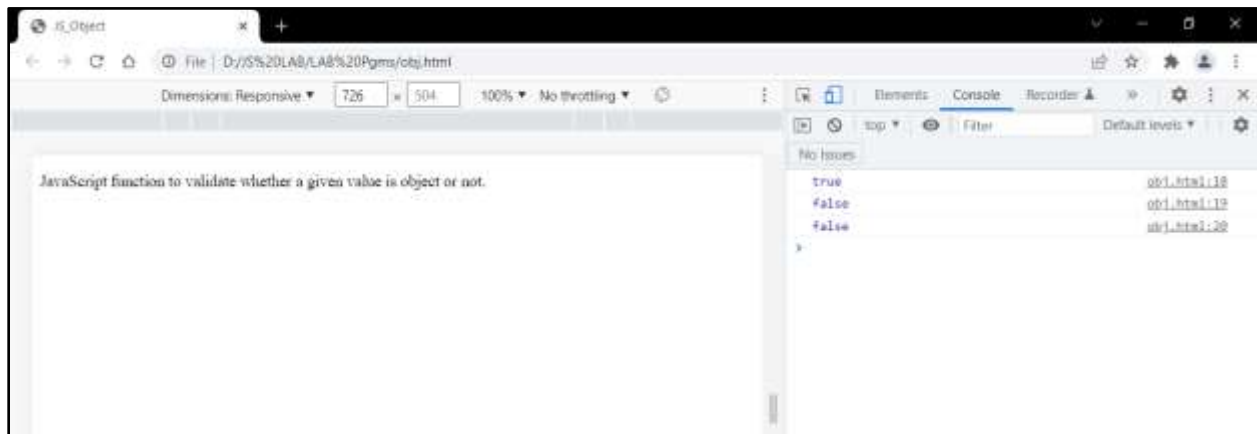 JS_Object
File | D:/JS%20LAB/LAB%20Pgms/obj.html
Dimensions: Responsive ▼ 726 × 504 100% ▼ No throttling ▼
Elements Console Recorder
top ▼ Filter Default levels ▼
No Issues
JavaScript function to validate whether a given value is object or not.
true obj.html:18
false obj.html:19
false obj.html:20